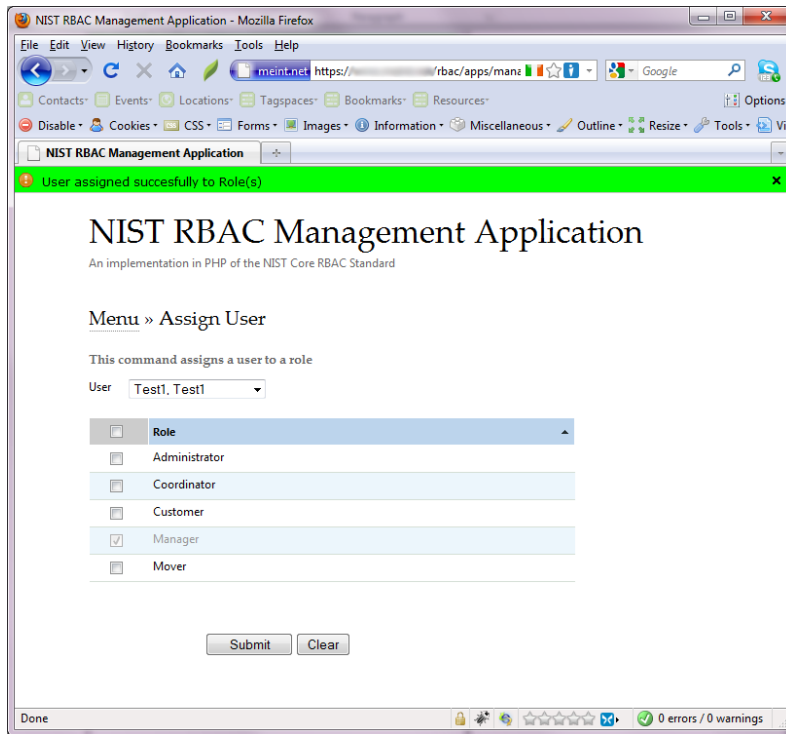 NIST RBAC Management Application - Mozilla Firefox
File Edit View History Bookmarks Tools Help
meint.net https:// /rbac/apps/mana Google
Contacts Events Locations Tagspaces Bookmarks Resources Options
Disable Cookies CSS Forms Images Information Miscellaneous Outline Resize Tools Vi
NIST RBAC Management Application
User assigned succesfully to Role(s)
NIST RBAC Management Application
An implementation in PHP of the NIST Core RBAC Standard
Menu » Assign User
This command assigns a user to a role
User Test1, Test1
Role
Administrator
Coordinator
Customer
Manager
Mover
Submit Clear
Done 0 errors / 0 warnings